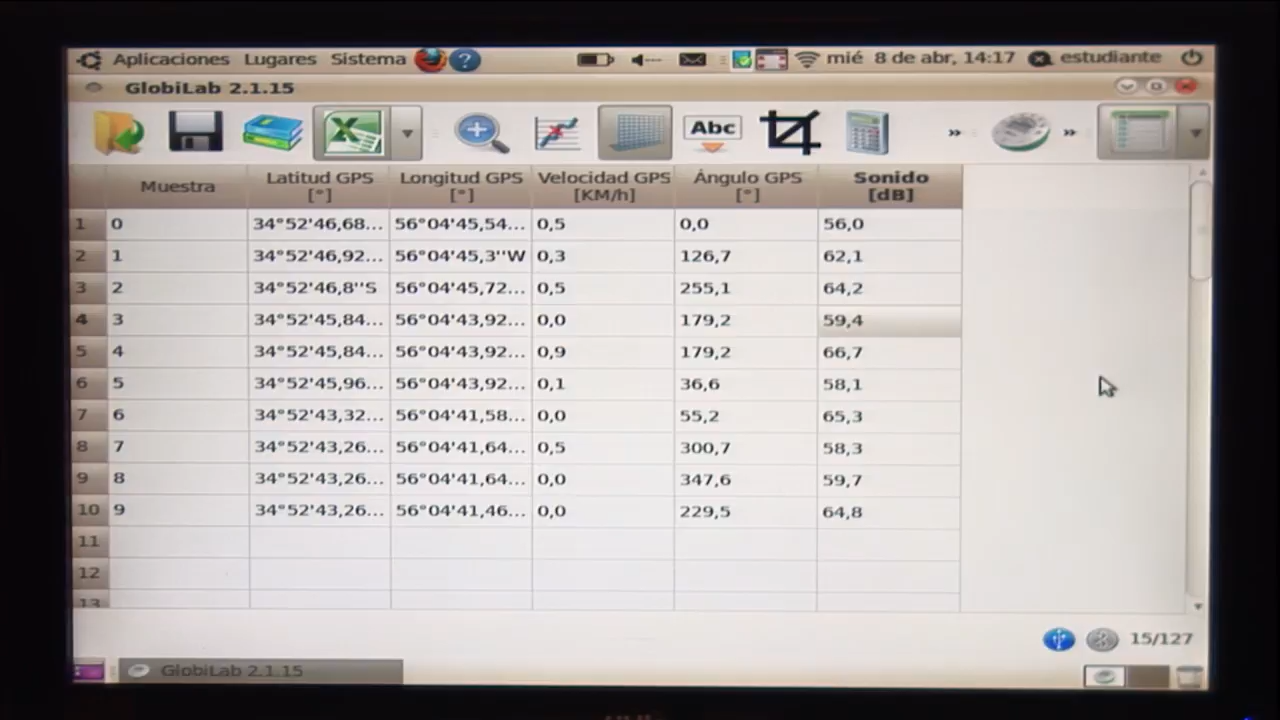 Aplicaciones Lugares Sistema mié 8 de abr, 14:17 estudiante
GlobiLab 2.1.15
Abc
Muestra Latitud GPS [°] Longitud GPS [°] Velocidad GPS [KM/h] Ángulo GPS [°] Sonido [dB]
1 0 34°52'46,68... 56°04'45,54... 0,5 0,0 56,0
2 1 34°52'46,92... 56°04'45,3''W 0,3 126,7 62,1
3 2 34°52'46,8''S 56°04'45,72... 0,5 255,1 64,2
4 3 34°52'45,84... 56°04'43,92... 0,0 179,2 59,4
5 4 34°52'45,84... 56°04'43,92... 0,9 179,2 66,7
6 5 34°52'45,96... 56°04'43,92... 0,1 36,6 58,1
7 6 34°52'43,32... 56°04'41,58... 0,0 55,2 65,3
8 7 34°52'43,26... 56°04'41,64... 0,5 300,7 58,3
9 8 34°52'43,26... 56°04'41,64... 0,0 347,6 59,7
10 9 34°52'43,26... 56°04'41,46... 0,0 229,5 64,8
11
12
13
15/127
GlobiLab 2.1.15